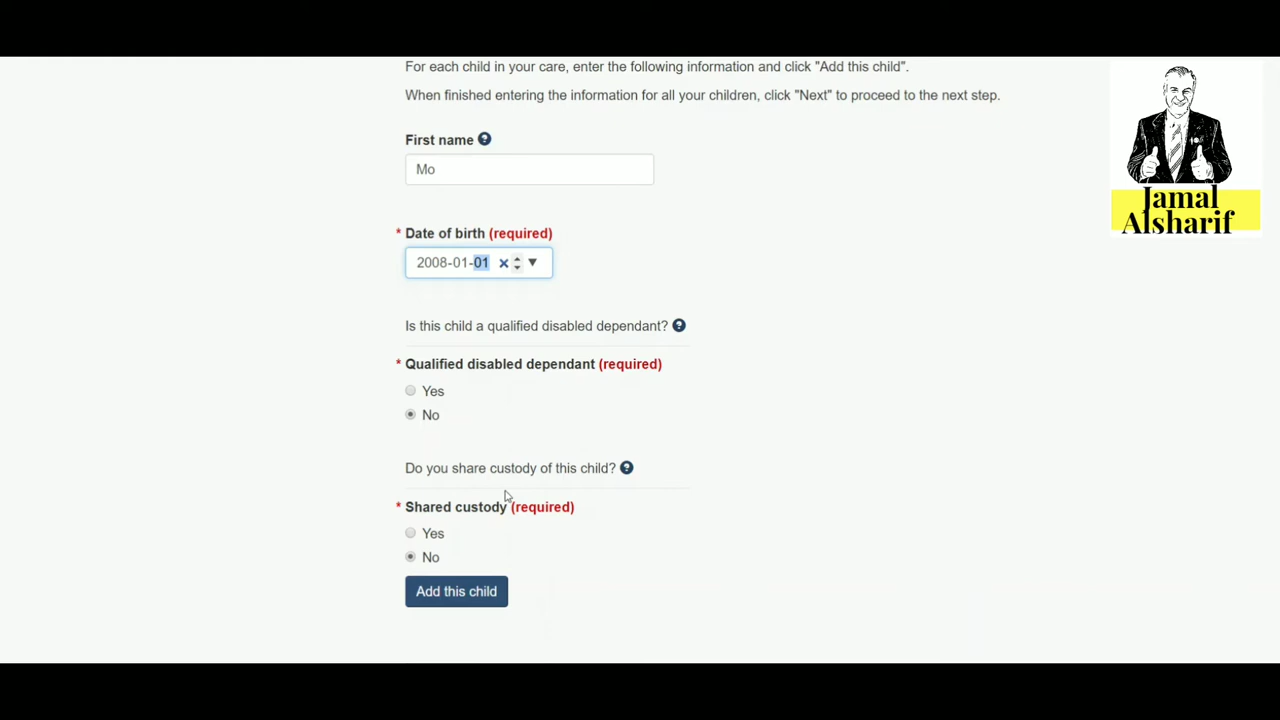 For each child in your care, enter the following information and click "Add this child".
When finished entering the information for all your children, click "Next" to proceed to the next step.
First name ?
Mo
* Date of birth (required)
2008-01-01
Is this child a qualified disabled dependant? ?
* Qualified disabled dependant (required)
Yes
No
Do you share custody of this child? ?
* Shared custody (required)
Yes
No
Add this child
Jamal
Alsharif